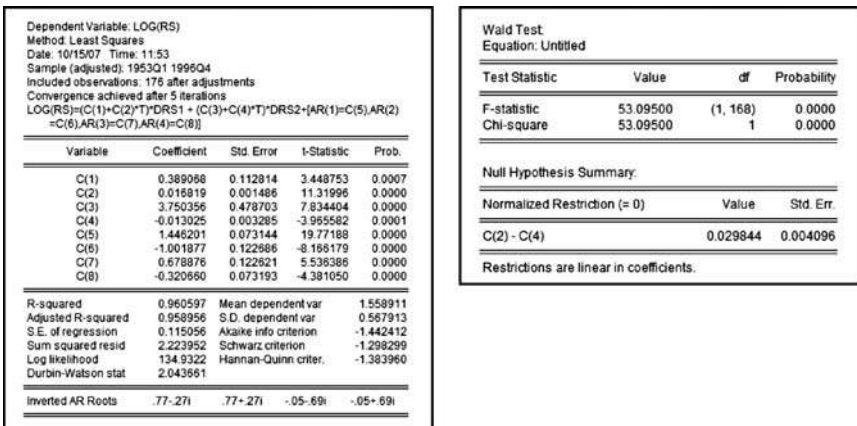 Dependent Variable: LOG(RS)
Method: Least Squares
Date: 10/15/07 Time: 11:53
Sample (adjusted): 1953Q1 1996Q4
Included observations: 176 after adjustments
Convergence achieved after 5 iterations
LOG(RS)=(C(1)+C(2)*T)*DRS1 + (C(3)+C(4)*T)*DRS2+[AR(1)=C(5),AR(2)
=C(6),AR(3)=C(7),AR(4)=C(8)]
Variable Coefficient Std. Error t-Statistic Prob.
C(1) 0.389068 0.112814 3.448753 0.0007
C(2) 0.016819 0.001486 11.31996 0.0000
C(3) 3.750356 0.478703 7.834404 0.0000
C(4) -0.013025 0.003285 -3.965582 0.0001
C(5) 1.446201 0.073144 19.77188 0.0000
C(6) -1.001877 0.122686 -8.166179 0.0000
C(7) 0.678876 0.122621 5.536386 0.0000
C(8) -0.320660 0.073193 -4.381050 0.0000
R-squared 0.960597 Mean dependent var 1.558911
Adjusted R-squared 0.958956 S.D. dependent var 0.567913
S.E. of regression 0.115056 Akaike info criterion -1.442412
Sum squared resid 2.223952 Schwarz criterion -1.298299
Log likelihood 134.9322 Hannan-Quinn criter. -1.383960
Durbin-Watson stat 2.043661
Inverted AR Roots .77-.27i .77+.27i -.05-.69i -.05+.69i
Wald Test:
Equation: Untitled
Test Statistic Value df Probability
F-statistic 53.09500 (1, 168) 0.0000
Chi-square 53.09500 1 0.0000
Null Hypothesis Summary:
Normalized Restriction (= 0) Value Std. Err.
C(2) - C(4) 0.029844 0.004096
Restrictions are linear in coefficients.